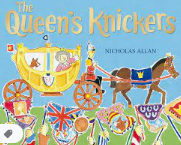 The
Queen's Knickers
NICHOLAS ALLAN